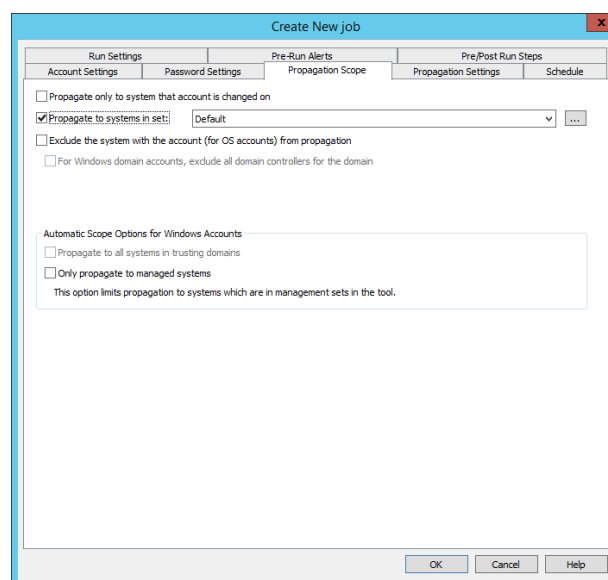 Create New job
x
Run Settings
Pre-Run Alerts
Pre/Post Run Steps
Account Settings
Password Settings
Propagation Scope
Propagation Settings
Schedule
Propagate only to system that account is changed on
Propagate to systems in set:
Default
...
Exclude the system with the account (for OS accounts) from propagation
For Windows domain accounts, exclude all domain controllers for the domain
Automatic Scope Options for Windows Accounts
Propagate to all systems in trusting domains
Only propagate to managed systems
This option limits propagation to systems which are in management sets in the tool.
OK
Cancel
Help